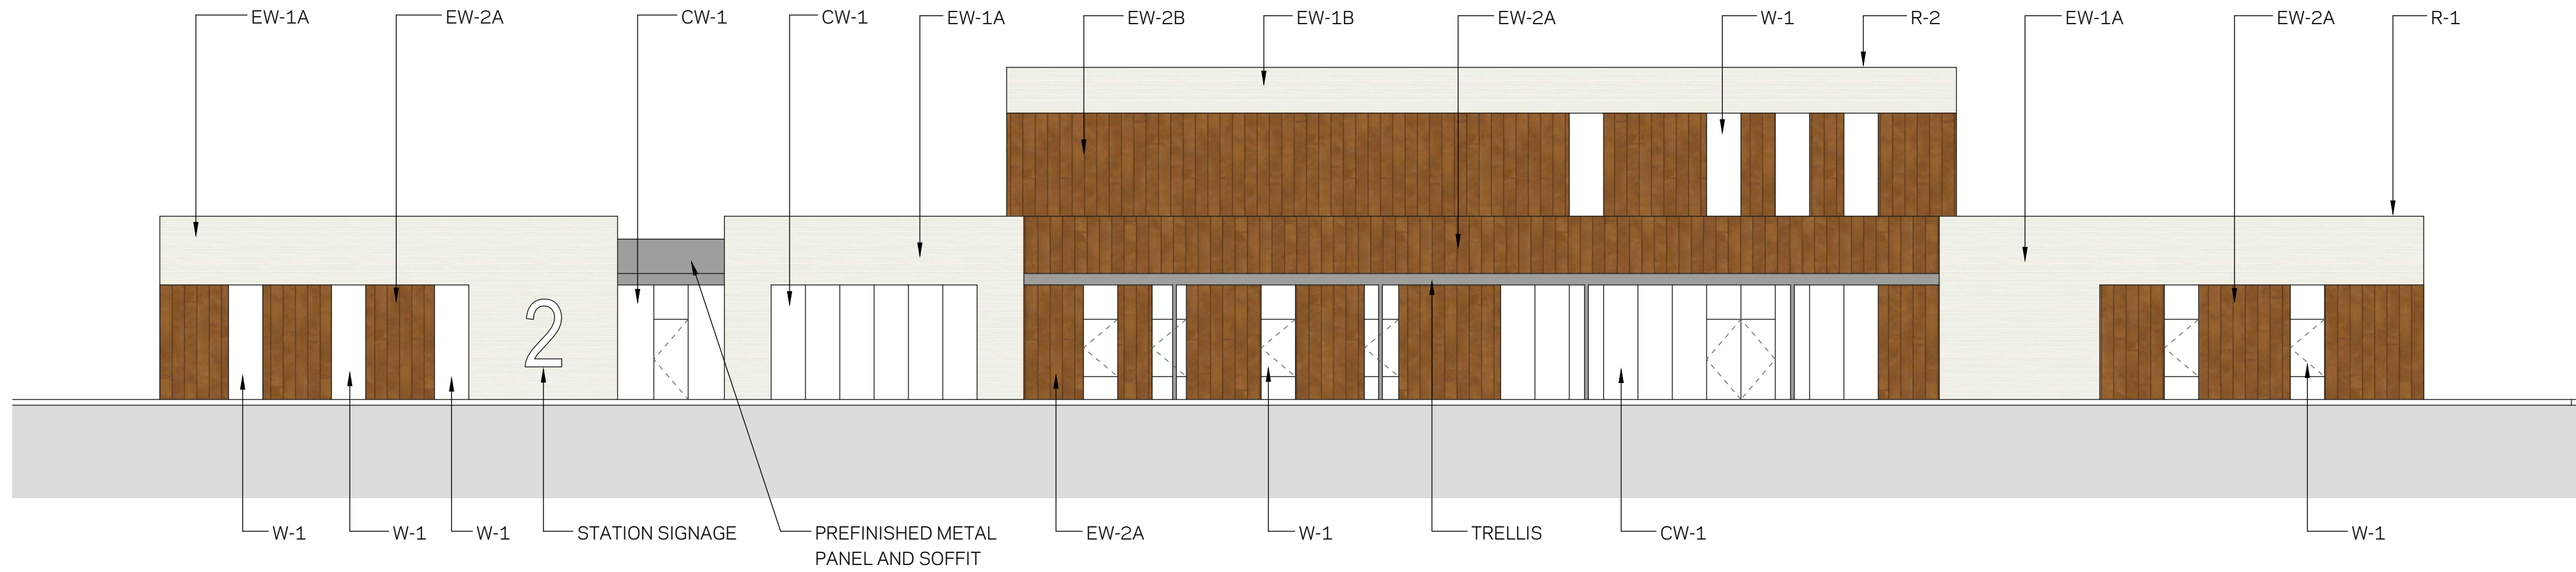 EW-1A
EW-2A
CW-1
CW-1
EW-1A
EW-2B
EW-1B
EW-2A
W-1
R-2
EW-1A
EW-2A
R-1
2
W-1
W-1
W-1
STATION SIGNAGE
PREFINISHED METAL
PANEL AND SOFFIT
EW-2A
W-1
TRELLIS
CW-1
W-1